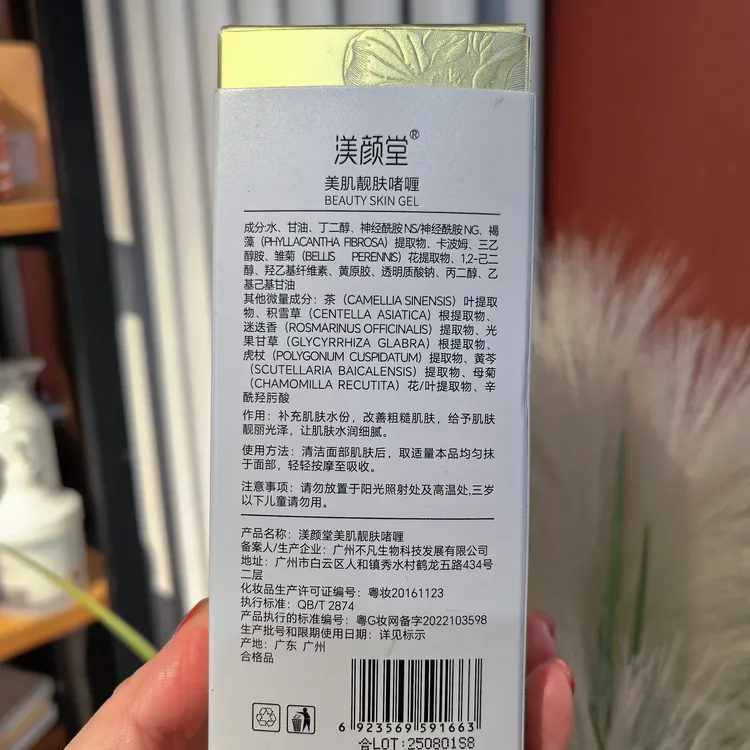 渼颜堂®
美肌靓肤啫喱
BEAUTY SKIN GEL
成分:水、甘油、丁二醇、神经酰胺NS/神经酰胺NG、褐
藻（PHYLLACANTHA FIBROSA）提取物、卡波姆、三乙
醇胺、雏菊（BELLIS PERENNIS）花提取物、1,2-己二
醇、羟乙基纤维素、黄原胶、透明质酸钠、丙二醇、乙
基己基甘油
其他微量成分：茶（CAMELLIA SINENSIS）叶提取
物、积雪草（CENTELLA ASIATICA）根提取物、
迷迭香（ROSMARINUS OFFICINALIS）提取物、光
果甘草（GLYCYRRHIZA GLABRA）根提取物、
虎杖（POLYGONUM CUSPIDATUM）提取物、黄芩
（SCUTELLARIA BAICALENSIS）提取物、母菊
（CHAMOMILLA RECUTITA）花/叶提取物、辛
酰羟肟酸
作用：补充肌肤水份，改善粗糙肌肤，给予肌肤
靓丽光泽，让肌肤水润细腻。
使用方法：清洁面部肌肤后，取适量本品均匀抹
于面部，轻轻按摩至吸收。
注意事项：请勿放置于阳光照射处及高温处,三岁
以下儿童请勿用。
产品名称：渼颜堂美肌靓肤啫喱
备案人/生产企业：广州不凡生物科技发展有限公司
地址：广州市白云区人和镇秀水村鹤龙五路434号
二层
化妆品生产许可证编号：粤妆20161123
执行标准：QB/T 2874
产品执行的标准编号：粤G妆网备字2022103598
生产批号和限期使用日期：详见标示
产地：广东 广州
合格品
6 923569 591663
合LOT:250801S8